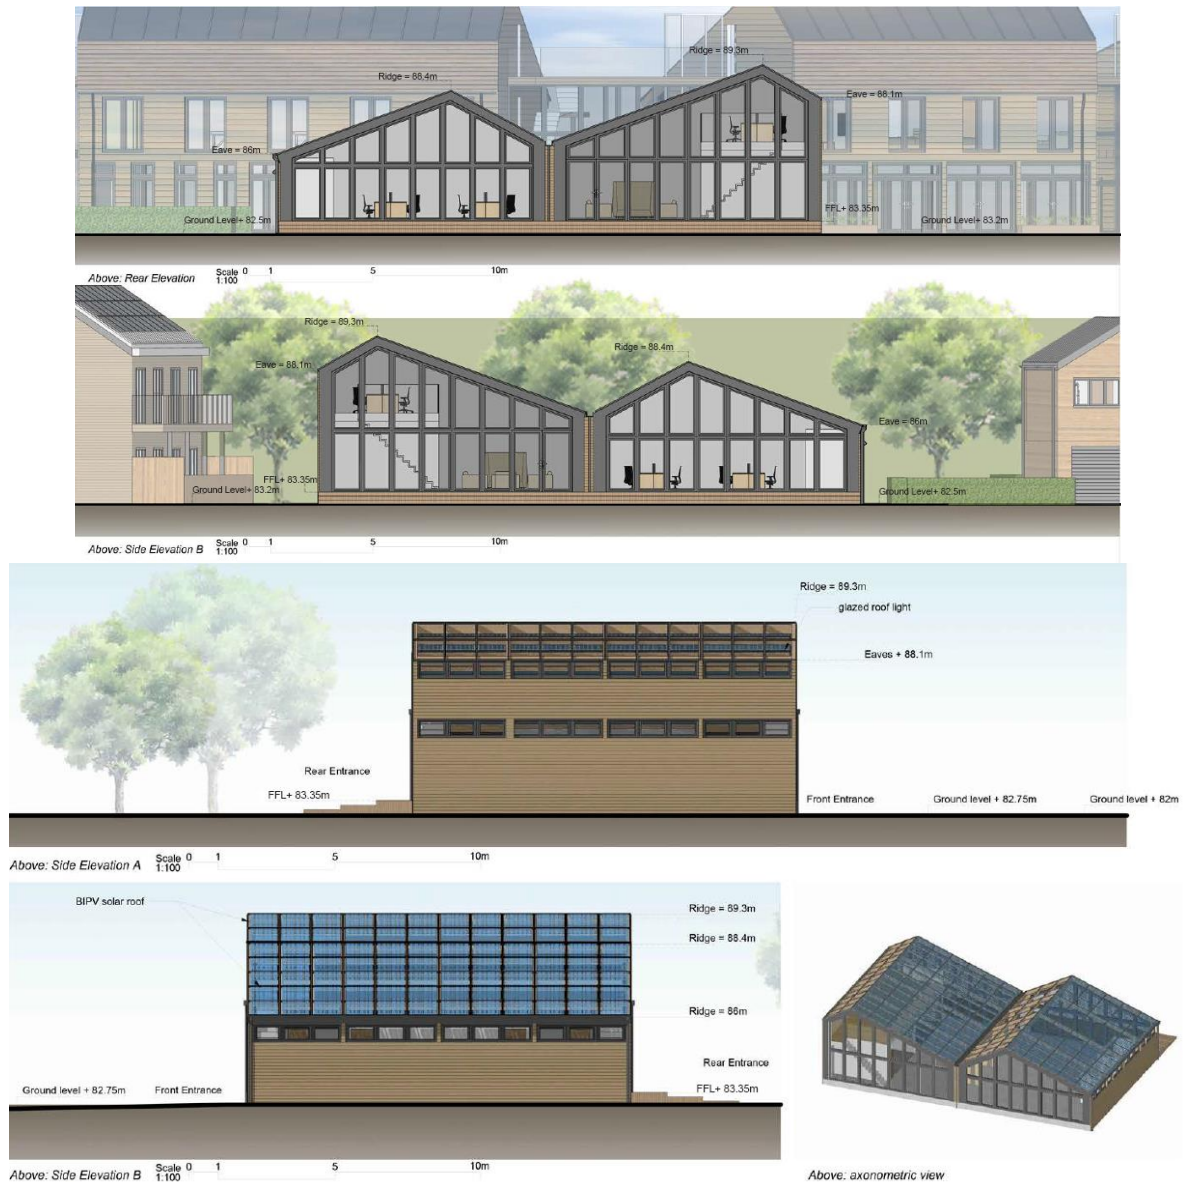 Ridge = 89.3m
Ridge = 88.4m
Eave = 88.1m
Eave = 86m
Ground Level+ 82.5m
FFL+ 83.35m
Ground Level+ 83.2m
Above: Rear Elevation
Scale 0 1 5 10m
1:100
Ridge = 89.3m
Ridge = 88.4m
Eave = 88.1m
Eave = 86m
FFL+ 83.35m
Ground Level+ 83.2m
Ground Level+ 82.5m
Above: Side Elevation B
Scale 0 1 5 10m
1:100
Ridge = 89.3m
glazed roof light
Eaves + 88.1m
Rear Entrance
FFL+ 83.35m
Front Entrance
Ground level + 82.75m
Ground level + 82m
Above: Side Elevation A
Scale 0 1 5 10m
1:100
BIPV solar roof
Ridge = 89.3m
Ridge = 88.4m
Ridge = 86m
Rear Entrance
FFL+ 83.35m
Ground level + 82.75m
Front Entrance
Above: Side Elevation B
Scale 0 1 5 10m
1:100
Above: axonometric view